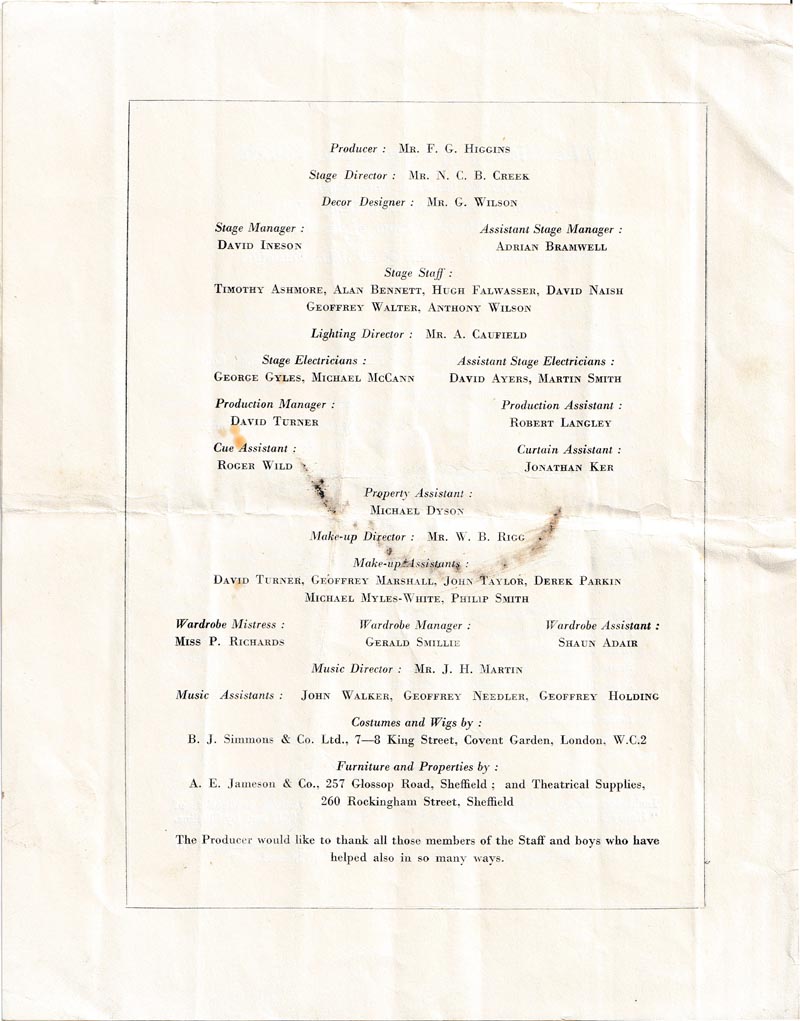 Producer : Mr. F. G. Higgins
Stage Director : Mr. N. C. B. Creek
Decor Designer : Mr. G. Wilson
Stage Manager : Assistant Stage Manager :
David Ineson Adrian Bramwell
Stage Staff :
Timothy Ashmore, Alan Bennett, Hugh Falwasser, David Naish
Geoffrey Walter, Anthony Wilson
Lighting Director : Mr. A. Caufield
Stage Electricians : Assistant Stage Electricians :
George Gyles, Michael McCann David Ayers, Martin Smith
Production Manager : Production Assistant :
David Turner Robert Langley
Cue Assistant : Curtain Assistant :
Roger Wild Jonathan Ker
Property Assistant :
Michael Dyson
Make-up Director : Mr. W. B. Rigg
Make-up Assistants :
David Turner, Geoffrey Marshall, John Taylor, Derek Parkin
Michael Myles-White, Philip Smith
Wardrobe Mistress : Wardrobe Manager : Wardrobe Assistant :
Miss P. Richards Gerald Smillie Shaun Adair
Music Director : Mr. J. H. Martin
Music Assistants : John Walker, Geoffrey Needler, Geoffrey Holding
Costumes and Wigs by :
B. J. Simmons & Co. Ltd., 7—8 King Street, Covent Garden, London, W.C.2
Furniture and Properties by :
A. E. Jameson & Co., 257 Glossop Road, Sheffield ; and Theatrical Supplies,
260 Rockingham Street, Sheffield
The Producer would like to thank all those members of the Staff and boys who have
helped also in so many ways.